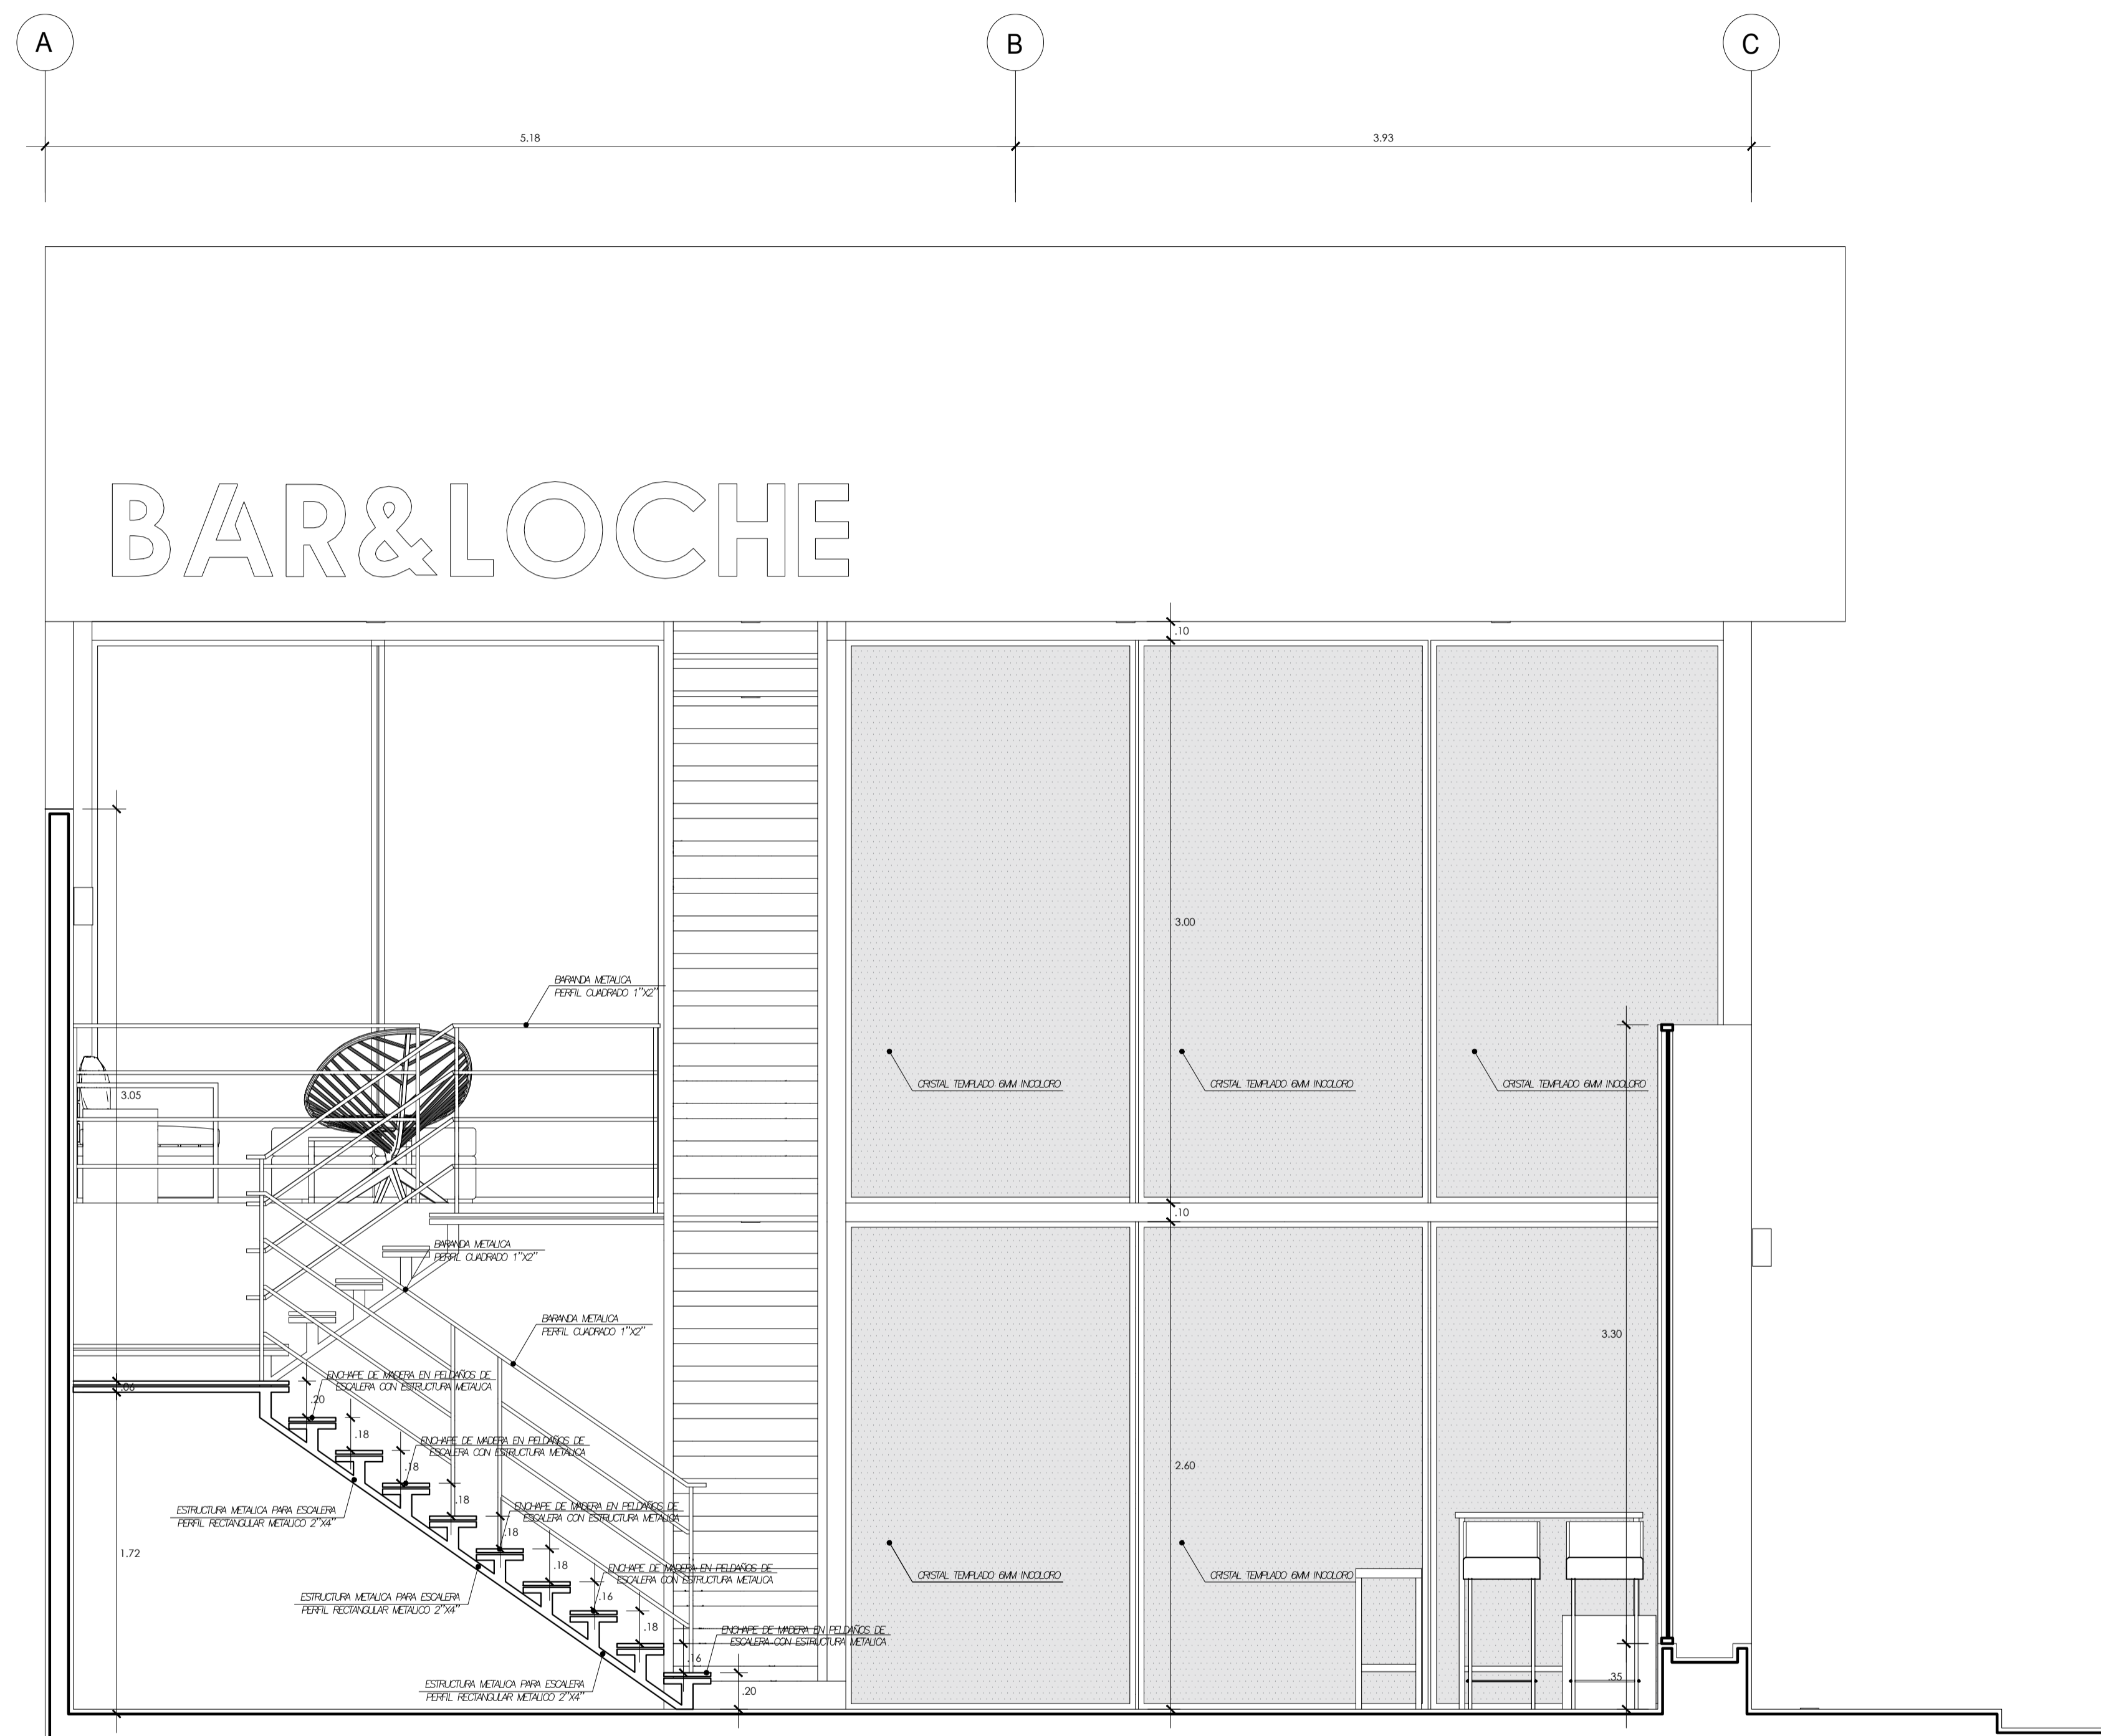 A
B
C
5.18
3.93
BAR&LOCHE
.10
3.00
BARANDA METALICA
PERFIL CUADRADO 1"X2"
CRISTAL TEMPLADO 6MM INCOLORO
CRISTAL TEMPLADO 6MM INCOLORO
CRISTAL TEMPLADO 6MM INCOLORO
3.05
.10
BARANDA METALICA
PERFIL CUADRADO 1"X2"
BARANDA METALICA
PERFIL CUADRADO 1"X2"
3.30
ENCHAPE DE MADERA EN PELDAÑOS DE
ESCALERA CON ESTRUCTURA METALICA
.06
.20
.18
ENCHAPE DE MADERA EN PELDAÑOS DE
ESCALERA CON ESTRUCTURA METALICA
.18
2.60
.18
ENCHAPE DE MADERA EN PELDAÑOS DE
ESCALERA CON ESTRUCTURA METALICA
ESTRUCTURA METALICA PARA ESCALERA
PERFIL RECTANGULAR METALICO 2"X4"
.18
1.72
.18
ENCHAPE DE MADERA EN PELDAÑOS DE
ESCALERA CON ESTRUCTURA METALICA
CRISTAL TEMPLADO 6MM INCOLORO
CRISTAL TEMPLADO 6MM INCOLORO
.16
ESTRUCTURA METALICA PARA ESCALERA
PERFIL RECTANGULAR METALICO 2"X4"
.18
ENCHAPE DE MADERA EN PELDAÑOS DE
ESCALERA CON ESTRUCTURA METALICA
.16
.35
ESTRUCTURA METALICA PARA ESCALERA
PERFIL RECTANGULAR METALICO 2"X4"
.20